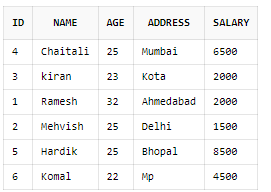 ID NAME AGE ADDRESS SALARY
4 Chaitali 25 Mumbai 6500
3 kiran 23 Kota 2000
1 Ramesh 32 Ahmedabad 2000
2 Mehvish 25 Delhi 1500
5 Hardik 25 Bhopal 8500
6 Komal 22 Mp 4500